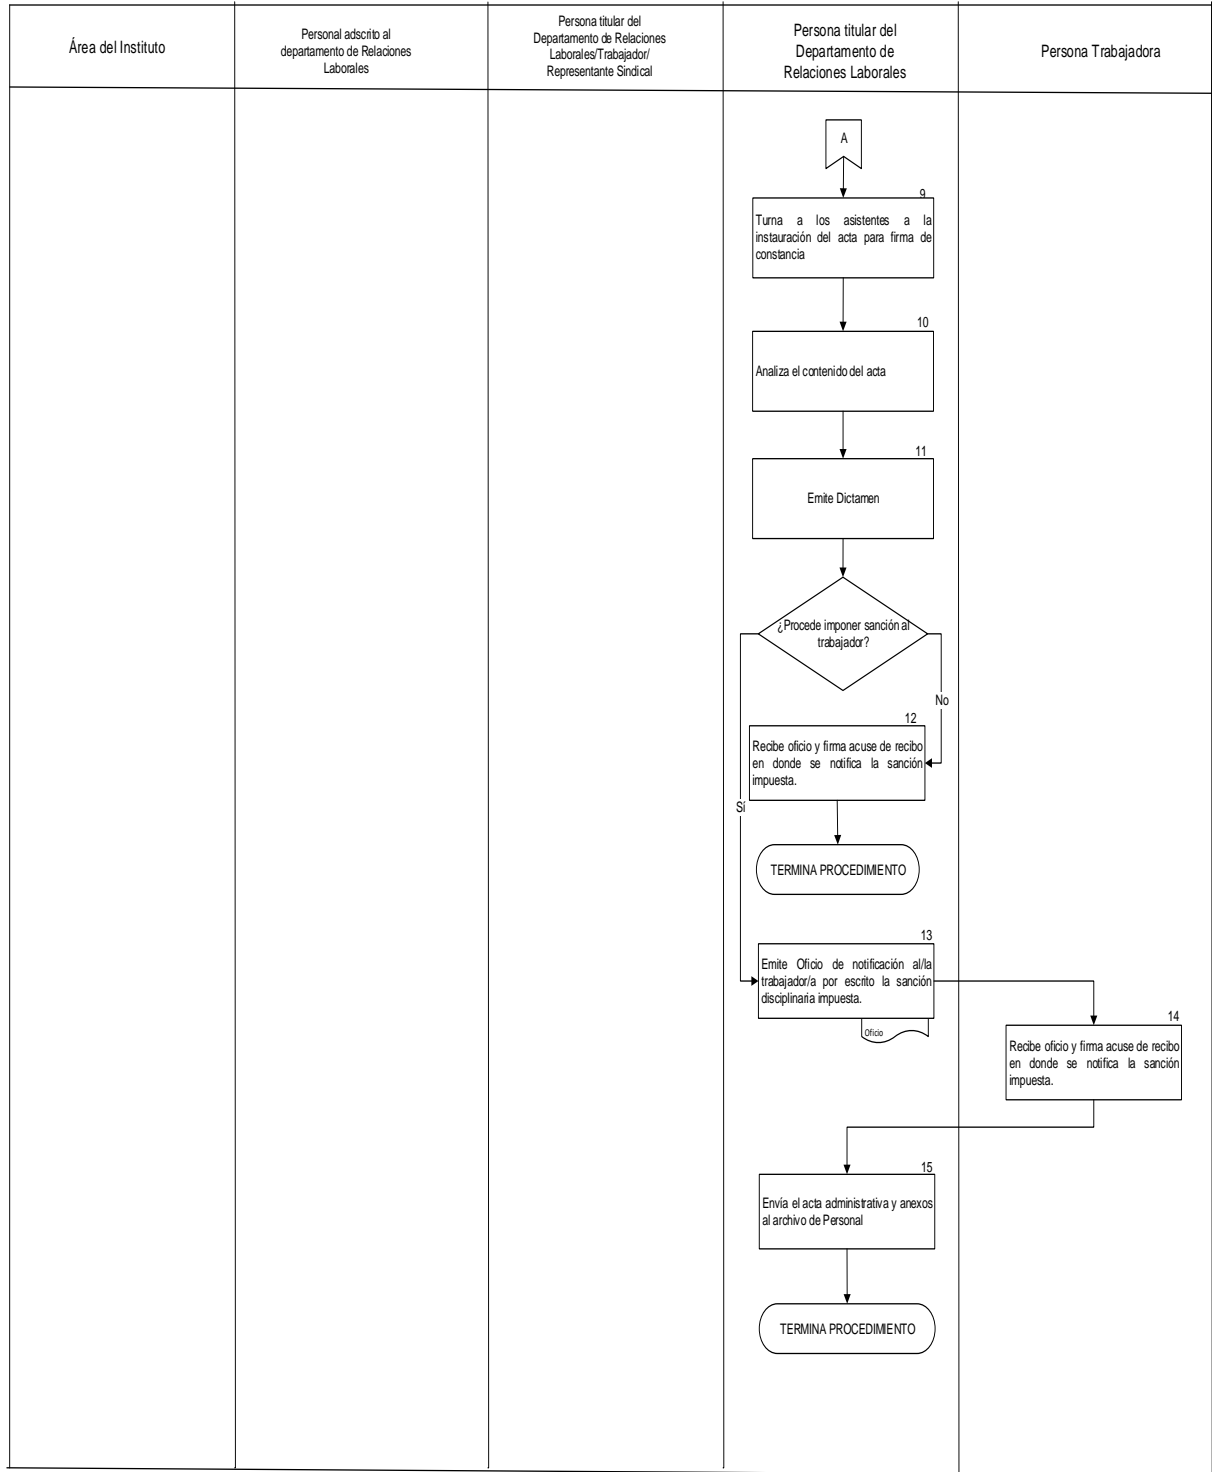 Área del Instituto
Personal adscrito al
departamento de Relaciones
Laborales
Persona titular del
Departamento de Relaciones
Laborales/Trabajador/
Representante Sindical
Persona titular del
Departamento de
Relaciones Laborales
Persona Trabajadora
A
9
Turna a los asistentes a la
instauración del acta para firma de
constancia
10
Analiza el contenido del acta
11
Emite Dictamen
¿Procede imponer sanción al
trabajador?
No
12
Recibe oficio y firma acuse de recibo
en donde se notifica la sanción
impuesta.
Sí
TERMINA PROCEDIMIENTO
13
Emite Oficio de notificación al/la
trabajador/a por escrito la sanción
disciplinaria impuesta.
Oficio
14
Recibe oficio y firma acuse de recibo
en donde se notifica la sanción
impuesta.
15
Envía el acta administrativa y anexos
al archivo de Personal
TERMINA PROCEDIMIENTO